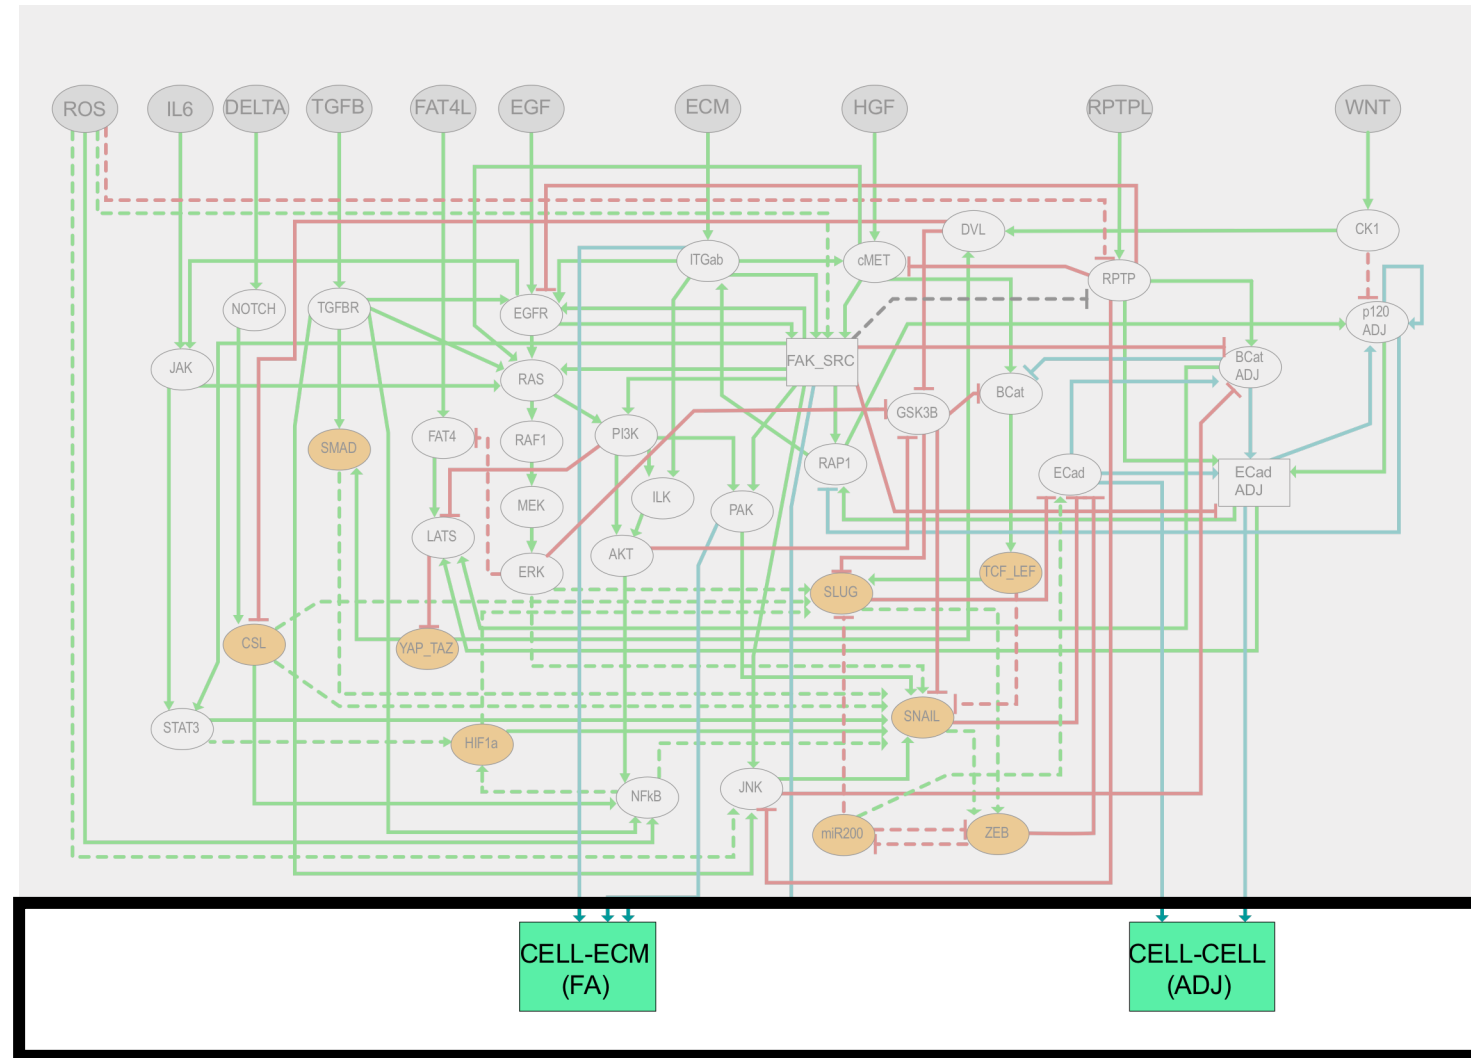 ROS IL6 DELTA TGFB FAT4L EGF ECM HGF RPTPL WNT
DVL CK1
ITGab cMET
RPTP
NOTCH TGFBR EGFR p120
ADJ
JAK RAS FAK_SRC BCat
ADJ
BCat
GSK3B
FAT4 RAF1 PI3K
SMAD RAP1 ECad ECad
ADJ
MEK ILK PAK
LATS AKT
ERK SLUG TCF_LEF
CSL YAP_TAZ
STAT3 HIF1a SNAIL
NFkB JNK
miR200 ZEB
CELL-ECM
(FA)
CELL-CELL
(ADJ)